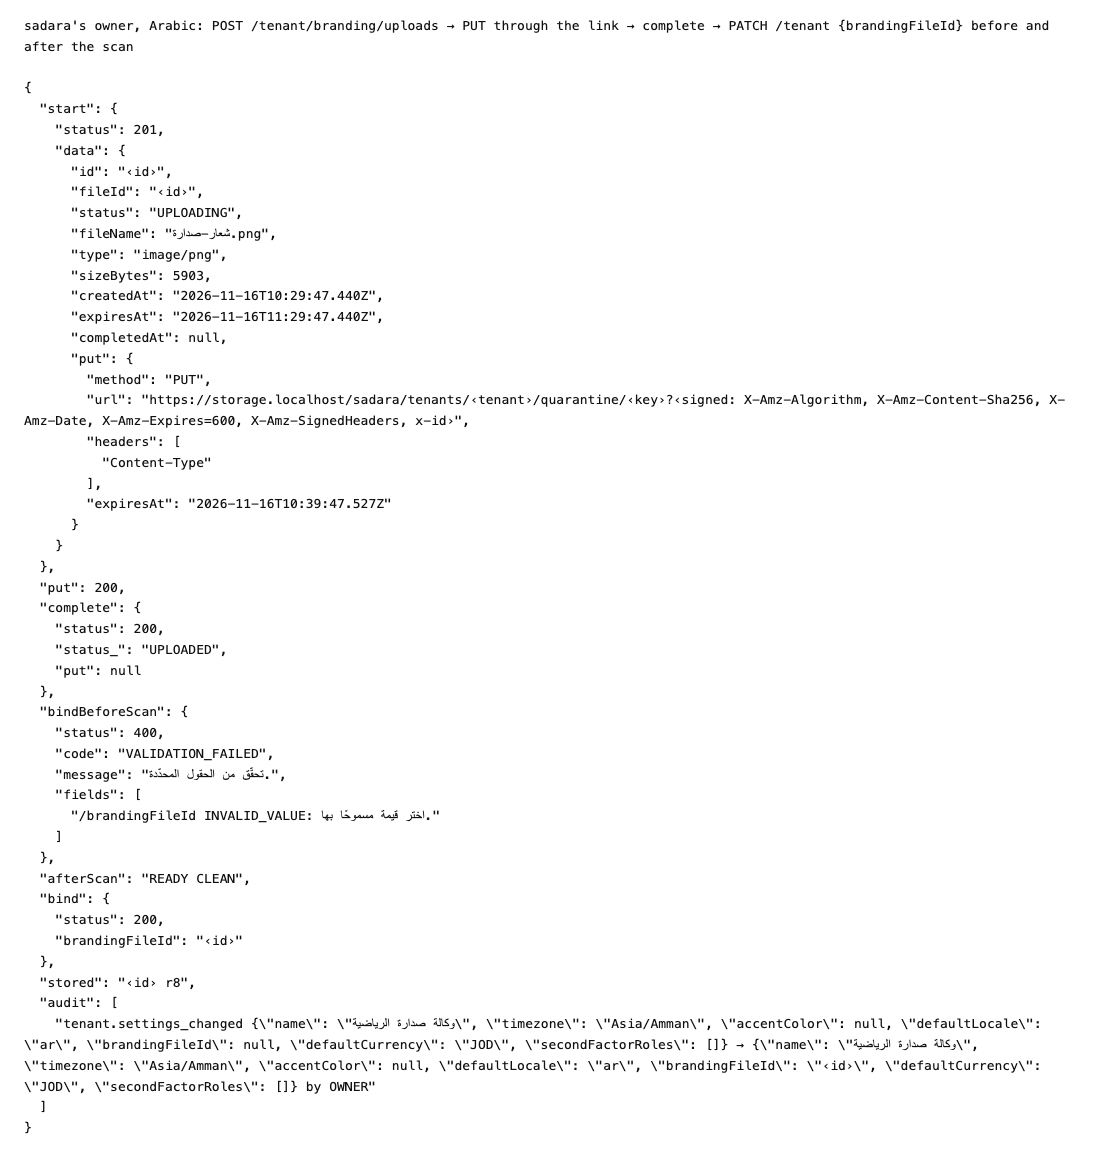 sadara's owner, Arabic: POST /tenant/branding/uploads → PUT through the link → complete → PATCH /tenant {brandingFileId} before and
after the scan
{
"start": {
"status": 201,
"data": {
"id": "‹id›",
"fileId": "‹id›",
"status": "UPLOADING",
"fileName": "شعار-صدارة.png",
"type": "image/png",
"sizeBytes": 5903,
"createdAt": "2026-11-16T10:29:47.440Z",
"expiresAt": "2026-11-16T11:29:47.440Z",
"completedAt": null,
"put": {
"method": "PUT",
"url": "https://storage.localhost/sadara/tenants/‹tenant›/quarantine/‹key›?‹signed: X-Amz-Algorithm, X-Amz-Content-Sha256, X-
Amz-Date, X-Amz-Expires=600, X-Amz-SignedHeaders, x-id›",
"headers": [
"Content-Type"
],
"expiresAt": "2026-11-16T10:39:47.527Z"
}
}
},
"put": 200,
"complete": {
"status": 200,
"status_": "UPLOADED",
"put": null
},
"bindBeforeScan": {
"status": 400,
"code": "VALIDATION_FAILED",
"message": "تحقّق من الحقول المحدّدة.",
"fields": [
"/brandingFileId INVALID_VALUE: اختر قيمة مسموحًا بها."
]
},
"afterScan": "READY CLEAN",
"bind": {
"status": 200,
"brandingFileId": "‹id›"
},
"stored": "‹id› r8",
"audit": [
"tenant.settings_changed {\"name\": \"وكالة صدارة الرياضية\", \"timezone\": \"Asia/Amman\", \"accentColor\": null, \"defaultLocale\":
\"ar\", \"brandingFileId\": null, \"defaultCurrency\": \"JOD\", \"secondFactorRoles\": []} → {\"name\": \"وكالة صدارة الرياضية\",
\"timezone\": \"Asia/Amman\", \"accentColor\": null, \"defaultLocale\": \"ar\", \"brandingFileId\": \"‹id›\", \"defaultCurrency\":
\"JOD\", \"secondFactorRoles\": []} by OWNER"
]
}